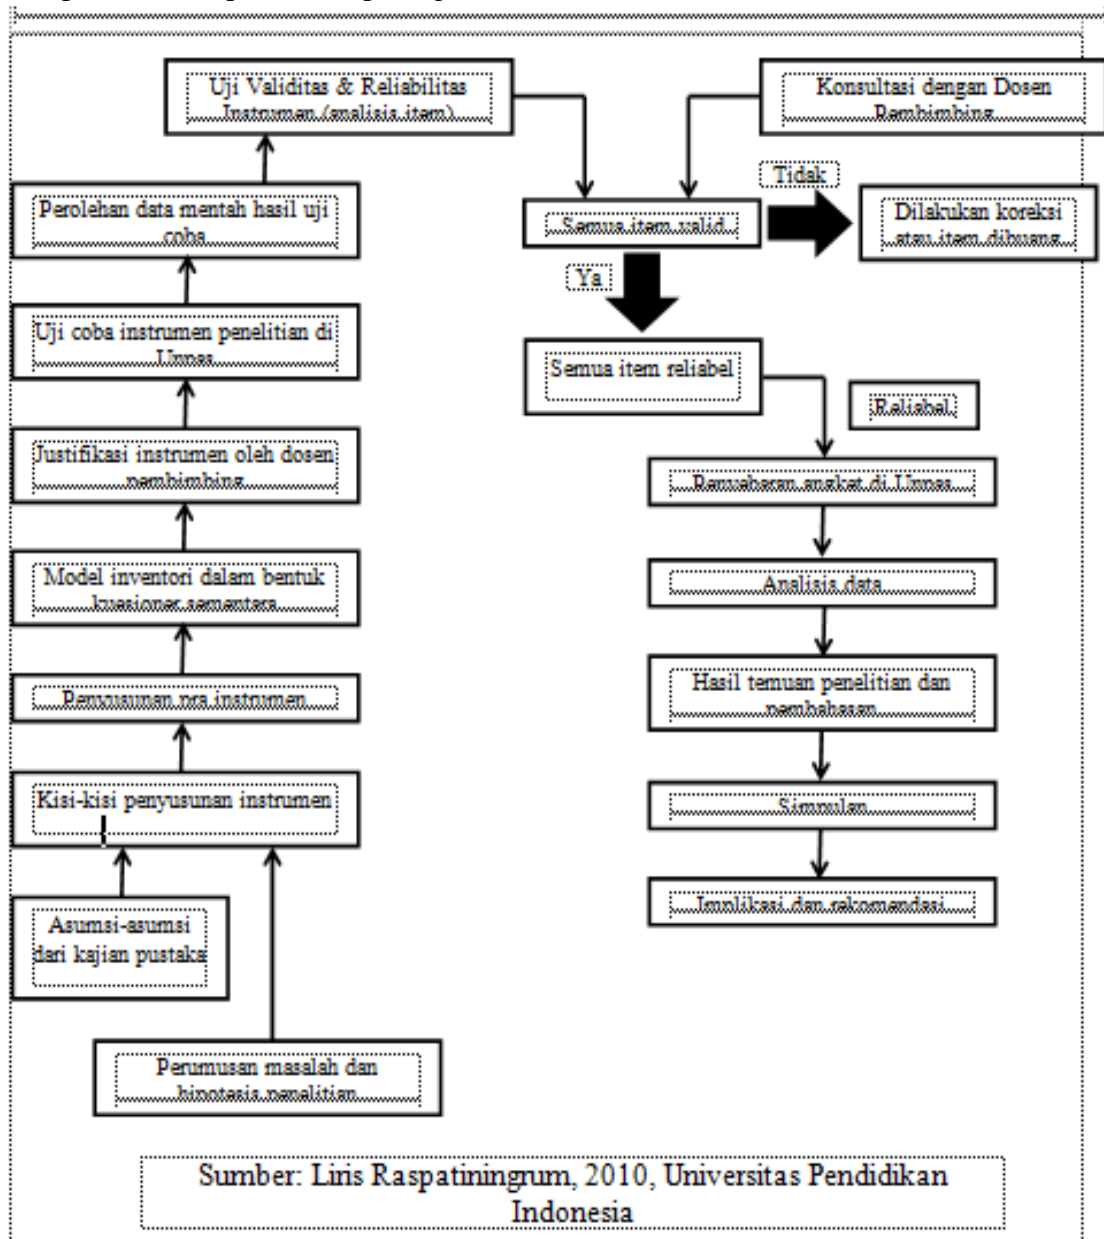 Uji Validitas & Reliabilitas
Instrumen (analisis item)
Konsultasi dengan Dosen
Pembimbing
Tidak
Perolehan data mentah hasil uji
coba
Semua item valid
Dilakukan koreksi
atau item dibuang
Ya
Uji coba instrumen penelitian di
Unpas
Semua item reliabel
Reliabel
Justifikasi instrumen oleh dosen
pembimbing
Penyebaran angket di Unpas
Model inventori dalam bentuk
kuesioner sementara
Analisis data
Penyusunan pra instrumen
Hasil temuan penelitian dan
pembahasan
Kisi-kisi penyusunan instrumen
Simpulan
Asumsi-asumsi
dari kajian pustaka
Implikasi dan rekomendasi
Perumusan masalah dan
hipotesis penelitian
Sumber: Liris Raspatiningrum, 2010, Universitas Pendidikan
Indonesia